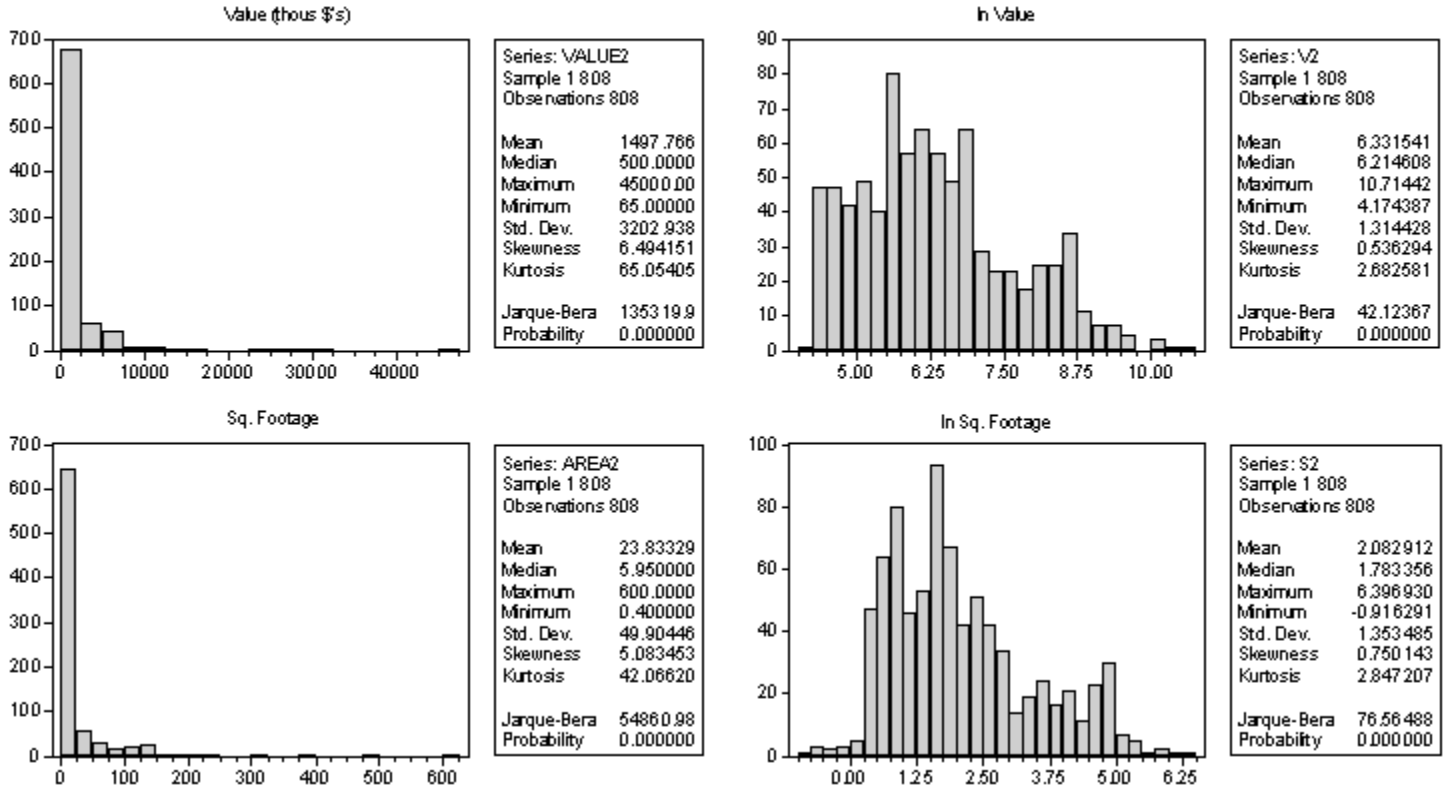 Value (thous $'s)
700
600
500
400
300
200
100
0
0 10000 20000 30000 40000
Series: VALUE2
Sample 1 808
Observations 808
Mean 1497.766
Median 500.0000
Maximum 45000.00
Minimum 65.00000
Std. Dev. 3202.938
Skewness 6.494151
Kurtosis 65.05405
Jarque-Bera 135319.9
Probability 0.000000
ln Value
90
80
70
60
50
40
30
20
10
0
5.00 6.25 7.50 8.75 10.00
Series: V2
Sample 1 808
Observations 808
Mean 6.331541
Median 6.214608
Maximum 10.71442
Minimum 4.174387
Std. Dev. 1.314428
Skewness 0.536294
Kurtosis 2.682581
Jarque-Bera 42.12367
Probability 0.000000
Sq. Footage
700
600
500
400
300
200
100
0
0 100 200 300 400 500 600
Series: AREA2
Sample 1 808
Observations 808
Mean 23.83329
Median 5.950000
Maximum 600.0000
Minimum 0.400000
Std. Dev. 49.90446
Skewness 5.083453
Kurtosis 42.06620
Jarque-Bera 54860.98
Probability 0.000000
ln Sq. Footage
100
80
60
40
20
0
0.00 1.25 2.50 3.75 5.00 6.25
Series: S2
Sample 1 808
Observations 808
Mean 2.082912
Median 1.783356
Maximum 6.396930
Minimum -0.916291
Std. Dev. 1.353485
Skewness 0.750143
Kurtosis 2.847207
Jarque-Bera 76.56488
Probability 0.000000